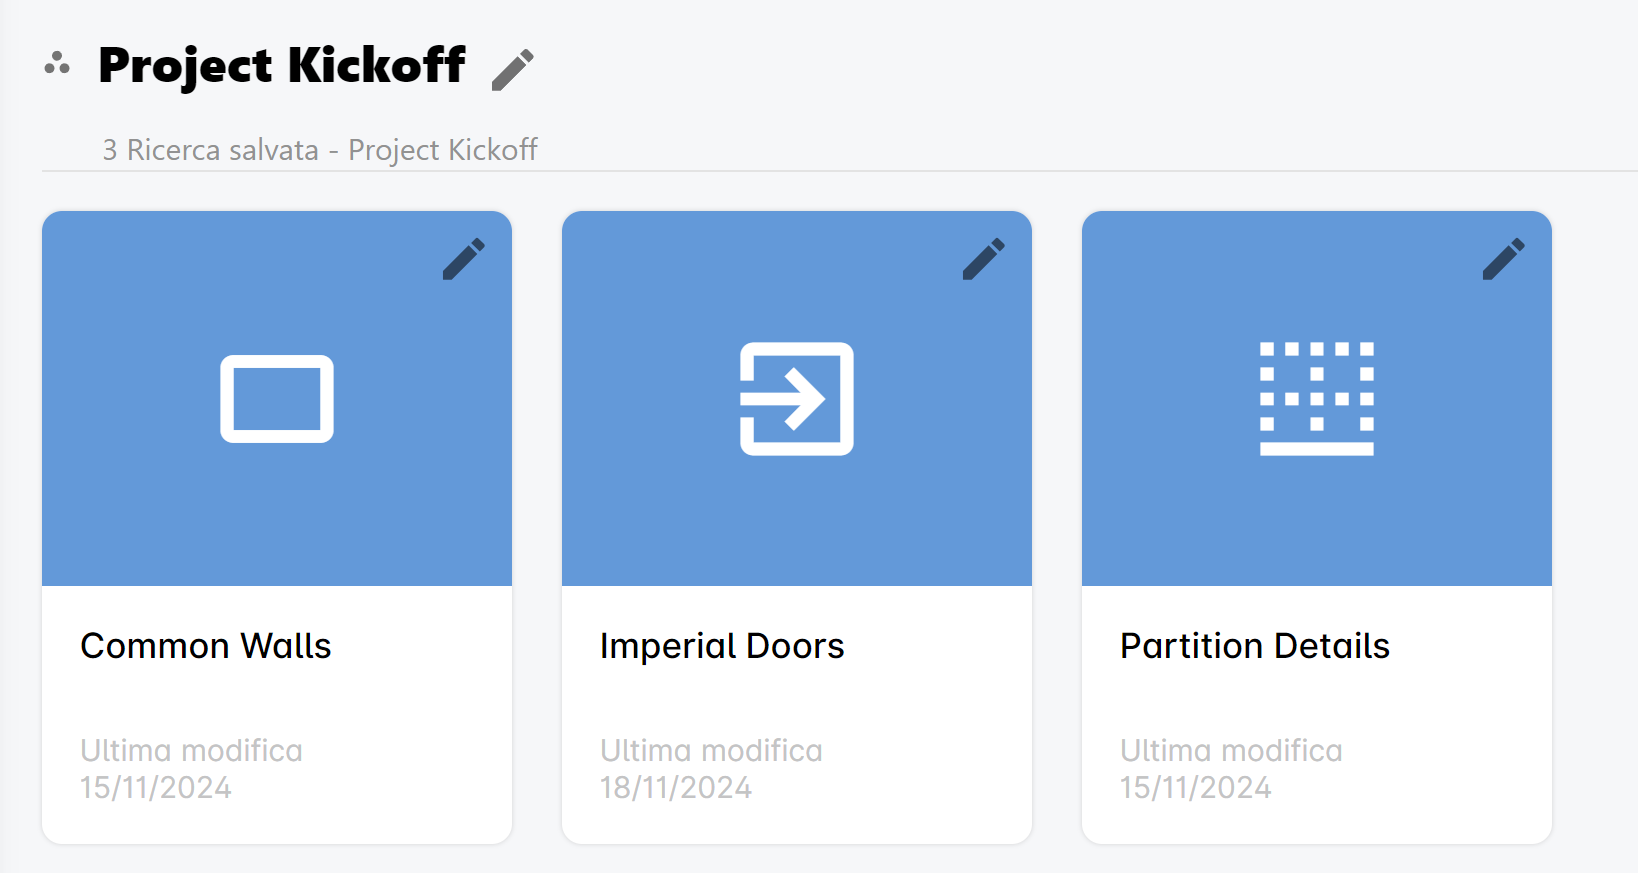 Project Kickoff
3 Ricerca salvata - Project Kickoff
Common Walls
Ultima modifica
15/11/2024
Imperial Doors
Ultima modifica
18/11/2024
Partition Details
Ultima modifica
15/11/2024